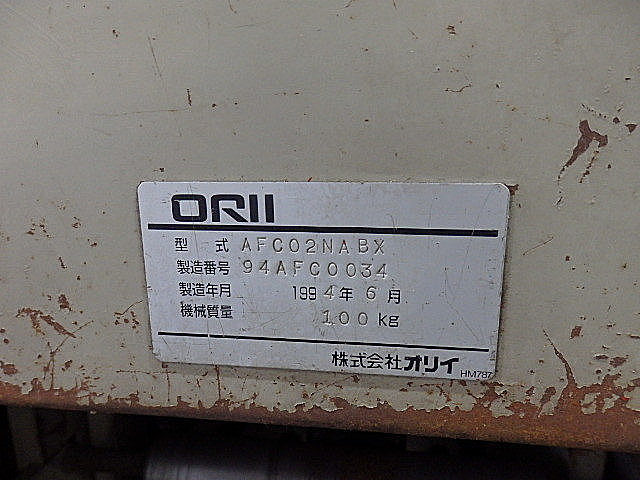 ORII
型 式 AFC02NABX
製造番号 94AFC0034
製造年月 1994年 6月
機械質量 100kg
株式会社オリイ
HM787